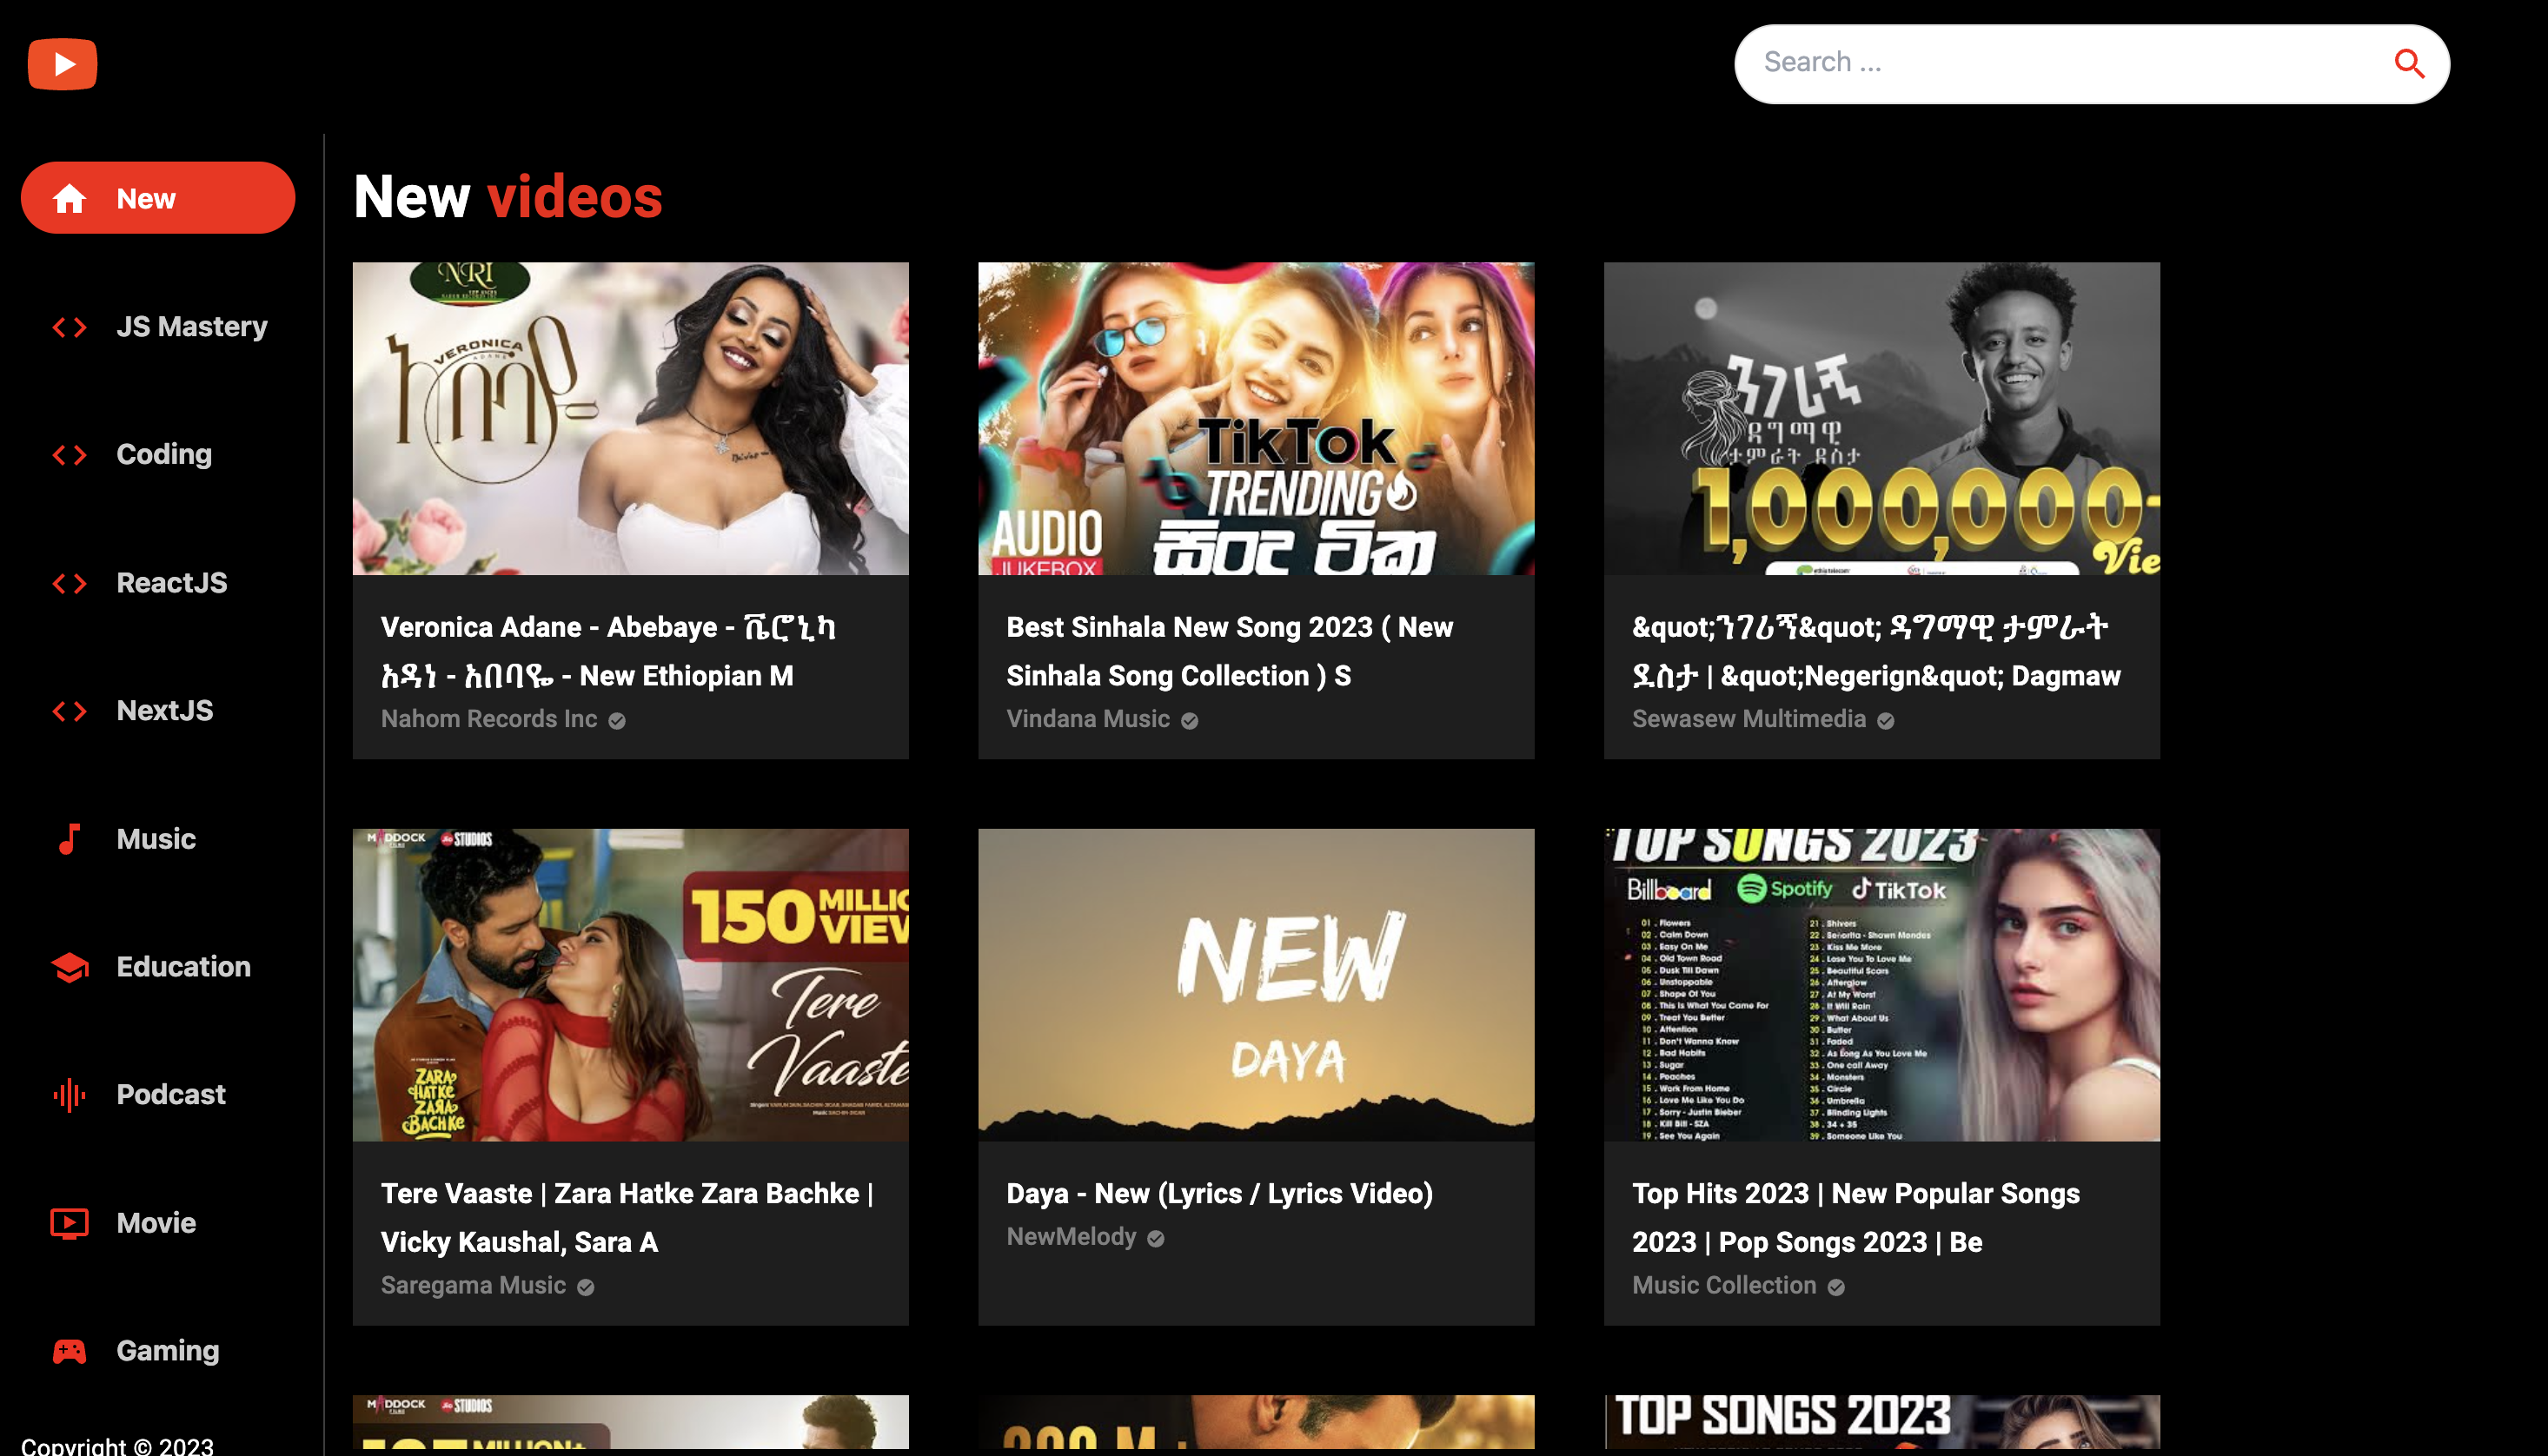 Search ...
New
JS Mastery
Coding
ReactJS
NextJS
Music
Education
Podcast
Movie
Gaming
Copyright © 2023
New videos
NRI
VERONICA
ADANE
አበባዬ
Veronica Adane - Abebaye - ቬሮኒካ
አዳነ - አበባዬ - New Ethiopian M
Nahom Records Inc
TikTok
TRENDING
AUDIO
JUKEBOX
සිංදු ටික
Best Sinhala New Song 2023 ( New
Sinhala Song Collection ) S
Vindana Music
ንገሪኝ
ዳግማዊ
ታምራት ደስታ
1,000,000
Vie
&quot;ንገሪኝ&quot; ዳግማዊ ታምራት
ደስታ | &quot;Negerign&quot; Dagmaw
Sewasew Multimedia
MADDOCK
STUDIOS
150 MILLIO
VIEW
Tere
Vaaste
ZARA
HATKE
ZARA
BACHKE
Tere Vaaste | Zara Hatke Zara Bachke |
Vicky Kaushal, Sara A
Saregama Music
NEW
DAYA
Daya - New (Lyrics / Lyrics Video)
NewMelody
TOP SONGS 2023
Billboard Spotify TikTok
01 . Flowers
02 . Calm Down
03 . Easy On Me
04 . Old Town Road
05 . Dusk Till Dawn
06 . Unstoppable
07 . Shape Of You
08 . This Is What You Came For
09 . Treat You Better
10 . Attention
11 . Don't Wanna Know
12 . Bad Habits
13 . Sugar
14 . Peaches
15 . Work From Home
16 . Love Me Like You Do
17 . Sorry - Justin Bieber
18 . Kill Bill - SZA
19 . See You Again
21 . Shivers
22 . Señorita - Shawn Mendes
23 . Kiss Me More
24 . Lose You To Love Me
25 . Beautiful Scars
26 . Afterglow
27 . At My Worst
28 . It Will Rain
29 . What About Us
30 . Butter
31 . Faded
32 . As Long As You Love Me
33 . One call Away
34 . Monsters
35 . Circle
36 . Umbrella
37 . Blinding Lights
38 . 34 + 35
39 . Someone Like You
Top Hits 2023 | New Popular Songs
2023 | Pop Songs 2023 | Be
Music Collection
MADDOCK
STUDIOS
MILLION+
TOP SONGS 2023